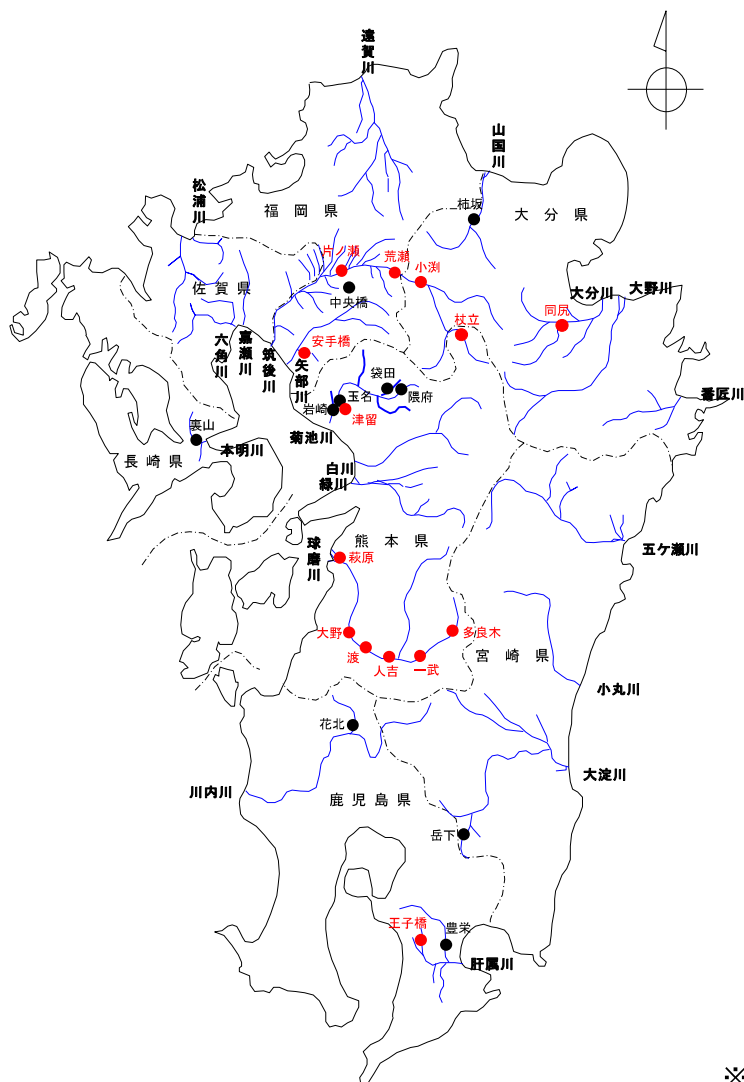 遠賀川
山国川
松浦川
福岡県
柿坂
大分県
片ノ瀬
荒瀬
小渕
佐賀県
中央橋
大分川
大野川
同尻
杖立
六角川
嘉瀬川
筑後川
安手橋
矢部川
袋田
隈府
玉名
岩崎
津留
番匠川
裏山
菊池川
本明川
長崎県
白川
緑川
球磨川
熊本県
五ケ瀬川
萩原
大野
渡
人吉
一武
多良木
宮崎県
小丸川
花北
大淀川
川内川
鹿児島県
岳下
王子橋
豊栄
肝属川
※